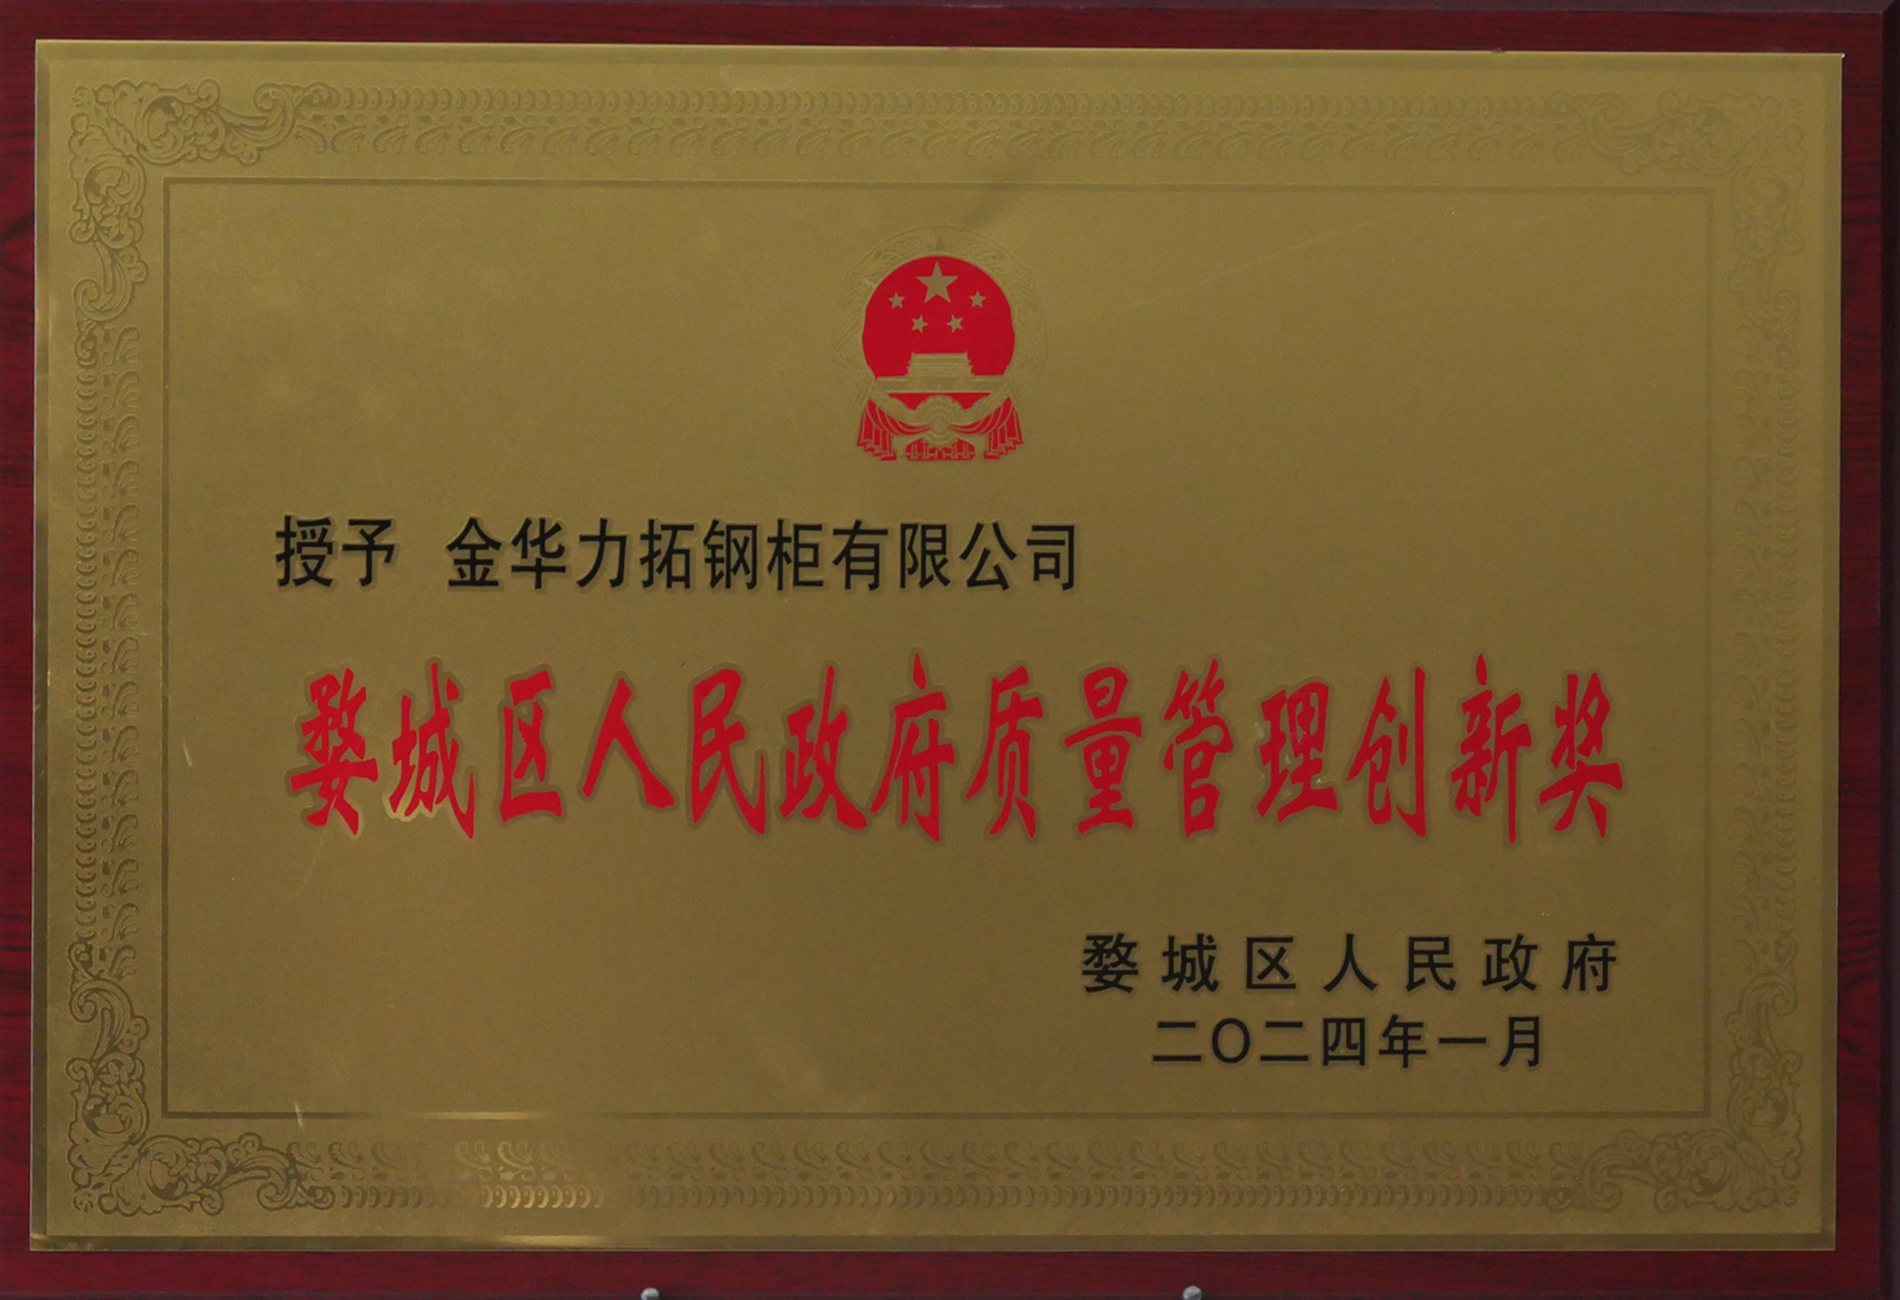 授予 金华力拓钢柜有限公司
婺城区人民政府质量管理创新奖
婺城区人民政府
二〇二四年一月